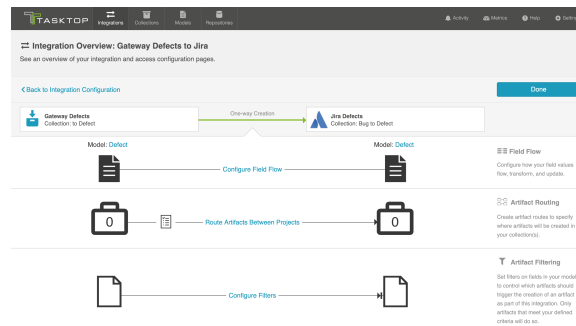 TASKTOP
Integrations
Collections
Models
Repositories
Activity
Metrics
Help
Settin
Integration Overview: Gateway Defects to Jira
See an overview of your integration and access configuration pages.
Back to Integration Configuration
Done
Gateway Defects
Collection: to Defect
One-way Creation
Jira Defects
Collection: Bug to Defect
Model: Defect
Model: Defect
Configure Field Flow
Field Flow
Configure how your field values
flow, transform, and update.
0
Route Artifacts Between Projects
0
Artifact Routing
Create artifact routes to specify
where artifacts will be created in
your collection(s).
Configure Filters
Artifact Filtering
Set filters on fields in your model
to control which artifacts should
trigger the creation of an artifact
as part of this integration. Only
artifacts that meet your defined
criteria will do so.